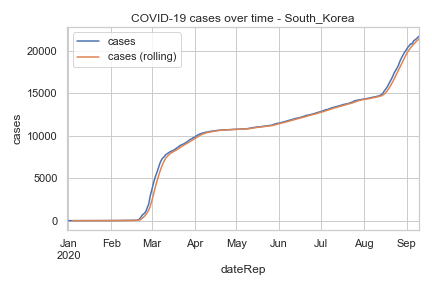 COVID-19 cases over time - South_Korea
cases
cases (rolling)
20000
15000
10000
5000
0
cases
Jan Feb Mar Apr May Jun Jul Aug Sep
2020
dateRep